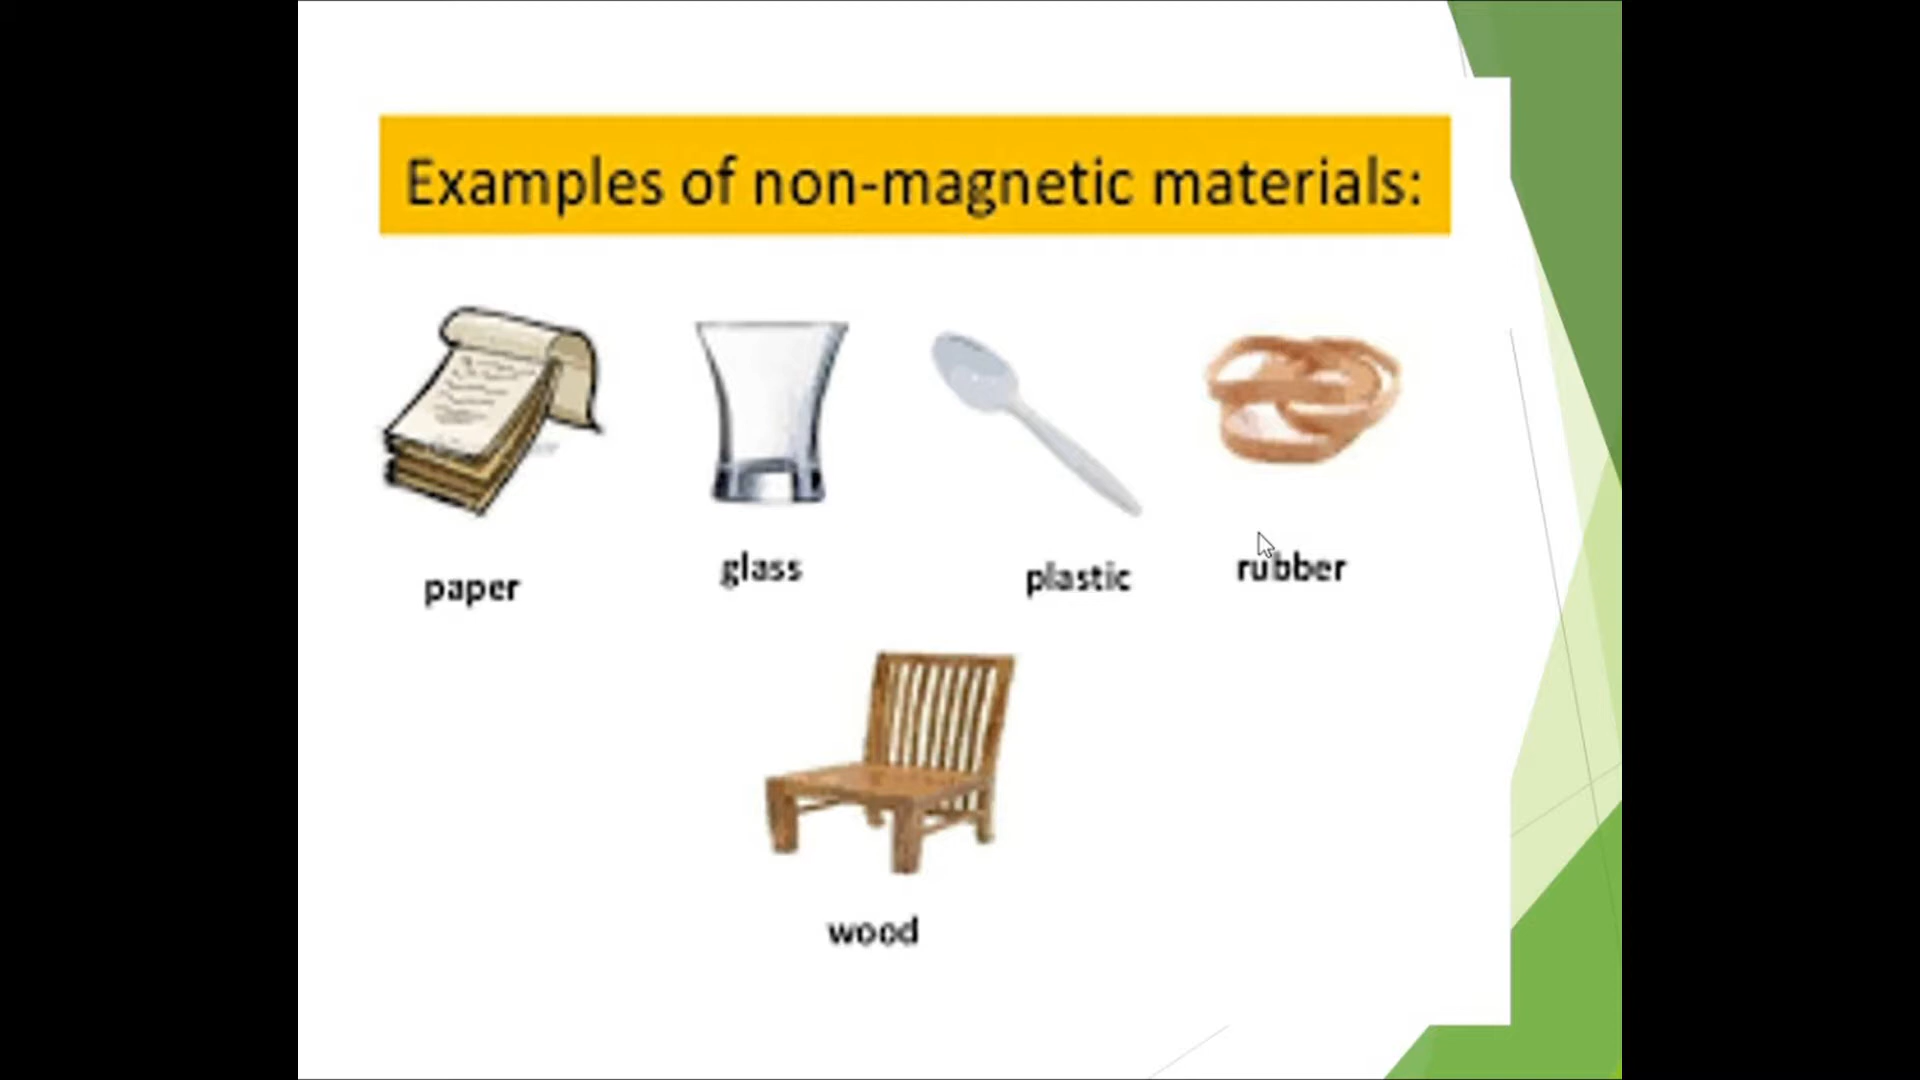 Examples of non-magnetic materials:
paper
glass
plastic
rubber
wood